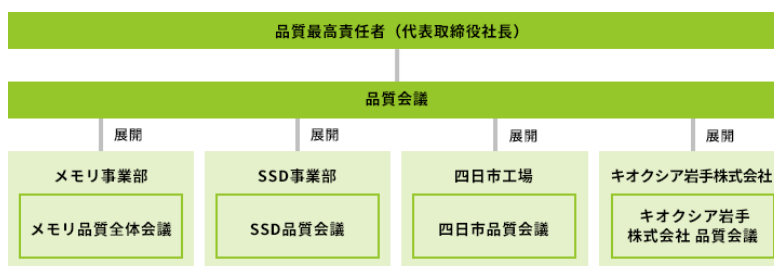 品質最高責任者（代表取締役社長）
品質会議
展開
展開
展開
展開
メモリ事業部
SSD事業部
四日市工場
キオクシア岩手株式会社
メモリ品質全体会議
SSD品質会議
四日市品質会議
キオクシア岩手
株式会社 品質会議